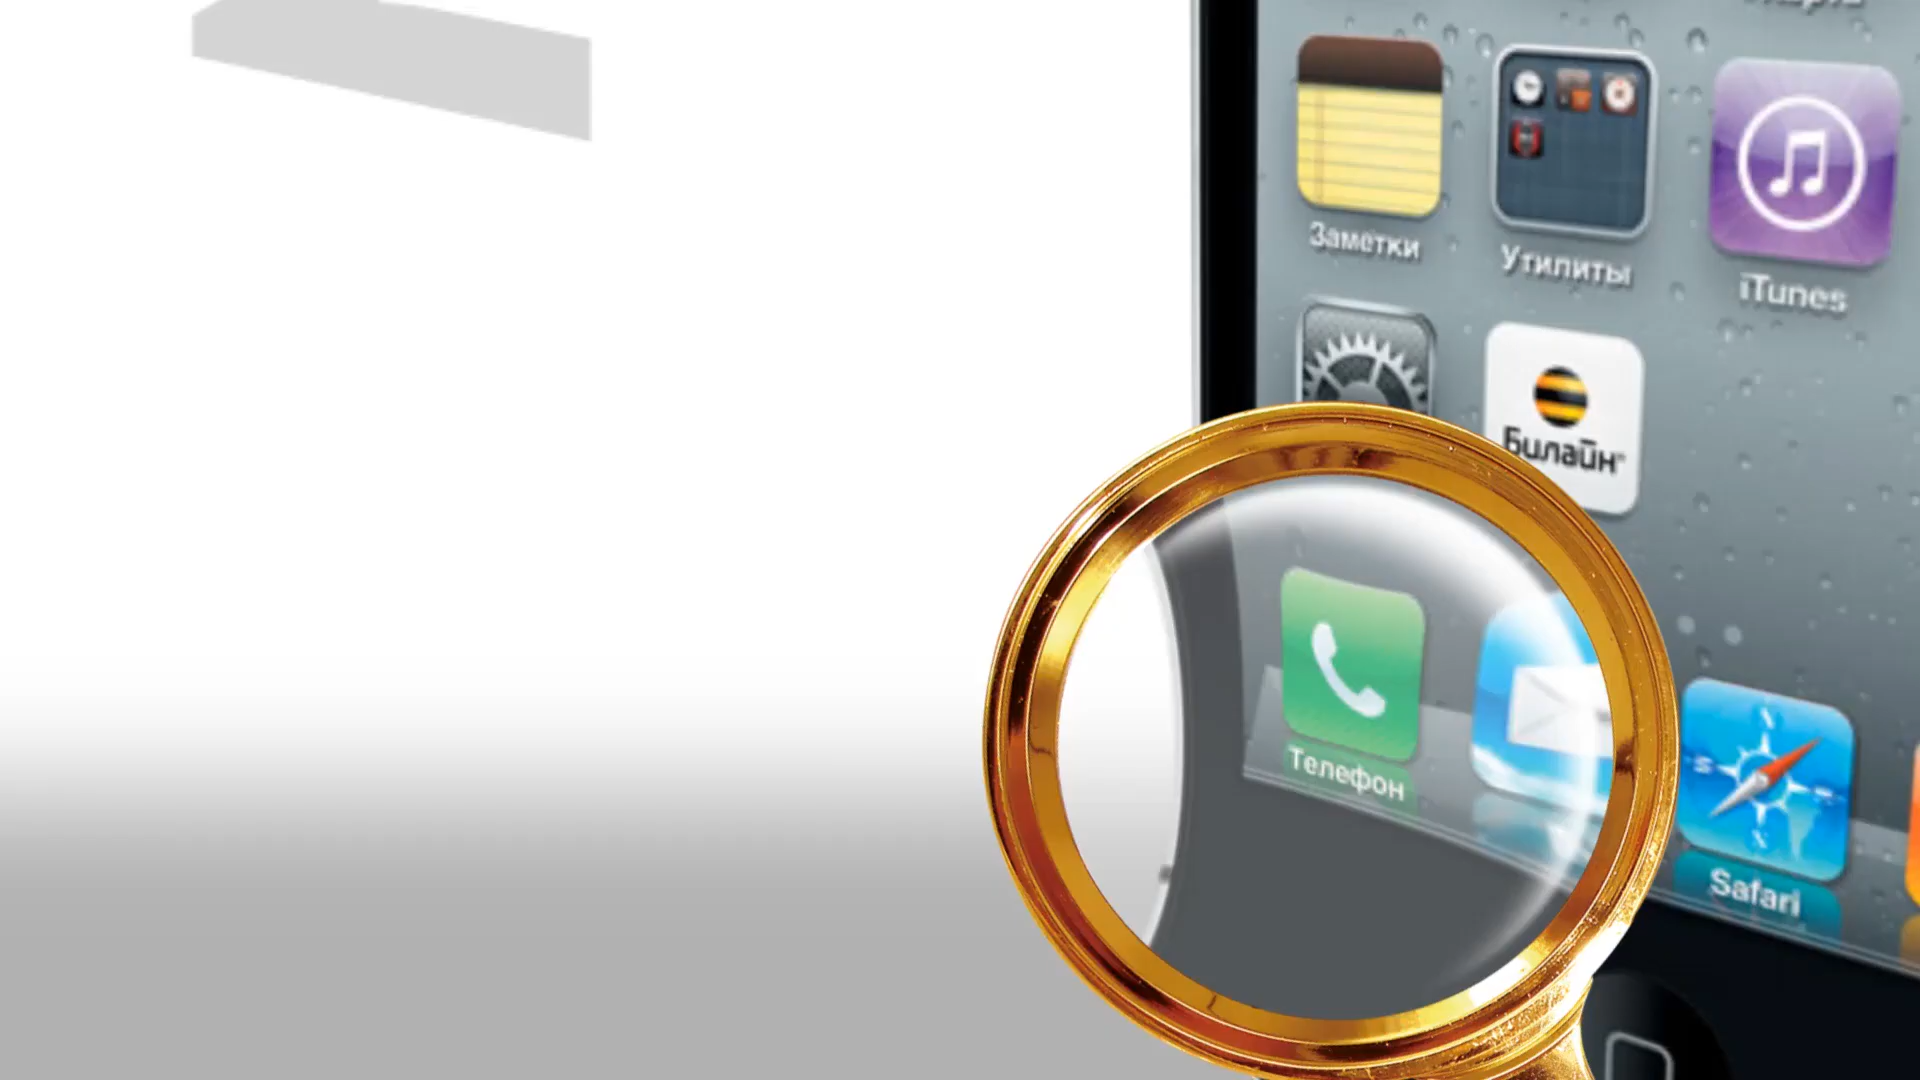 Заметки
Утилиты
iTunes
Билайн
Телефон
Safari